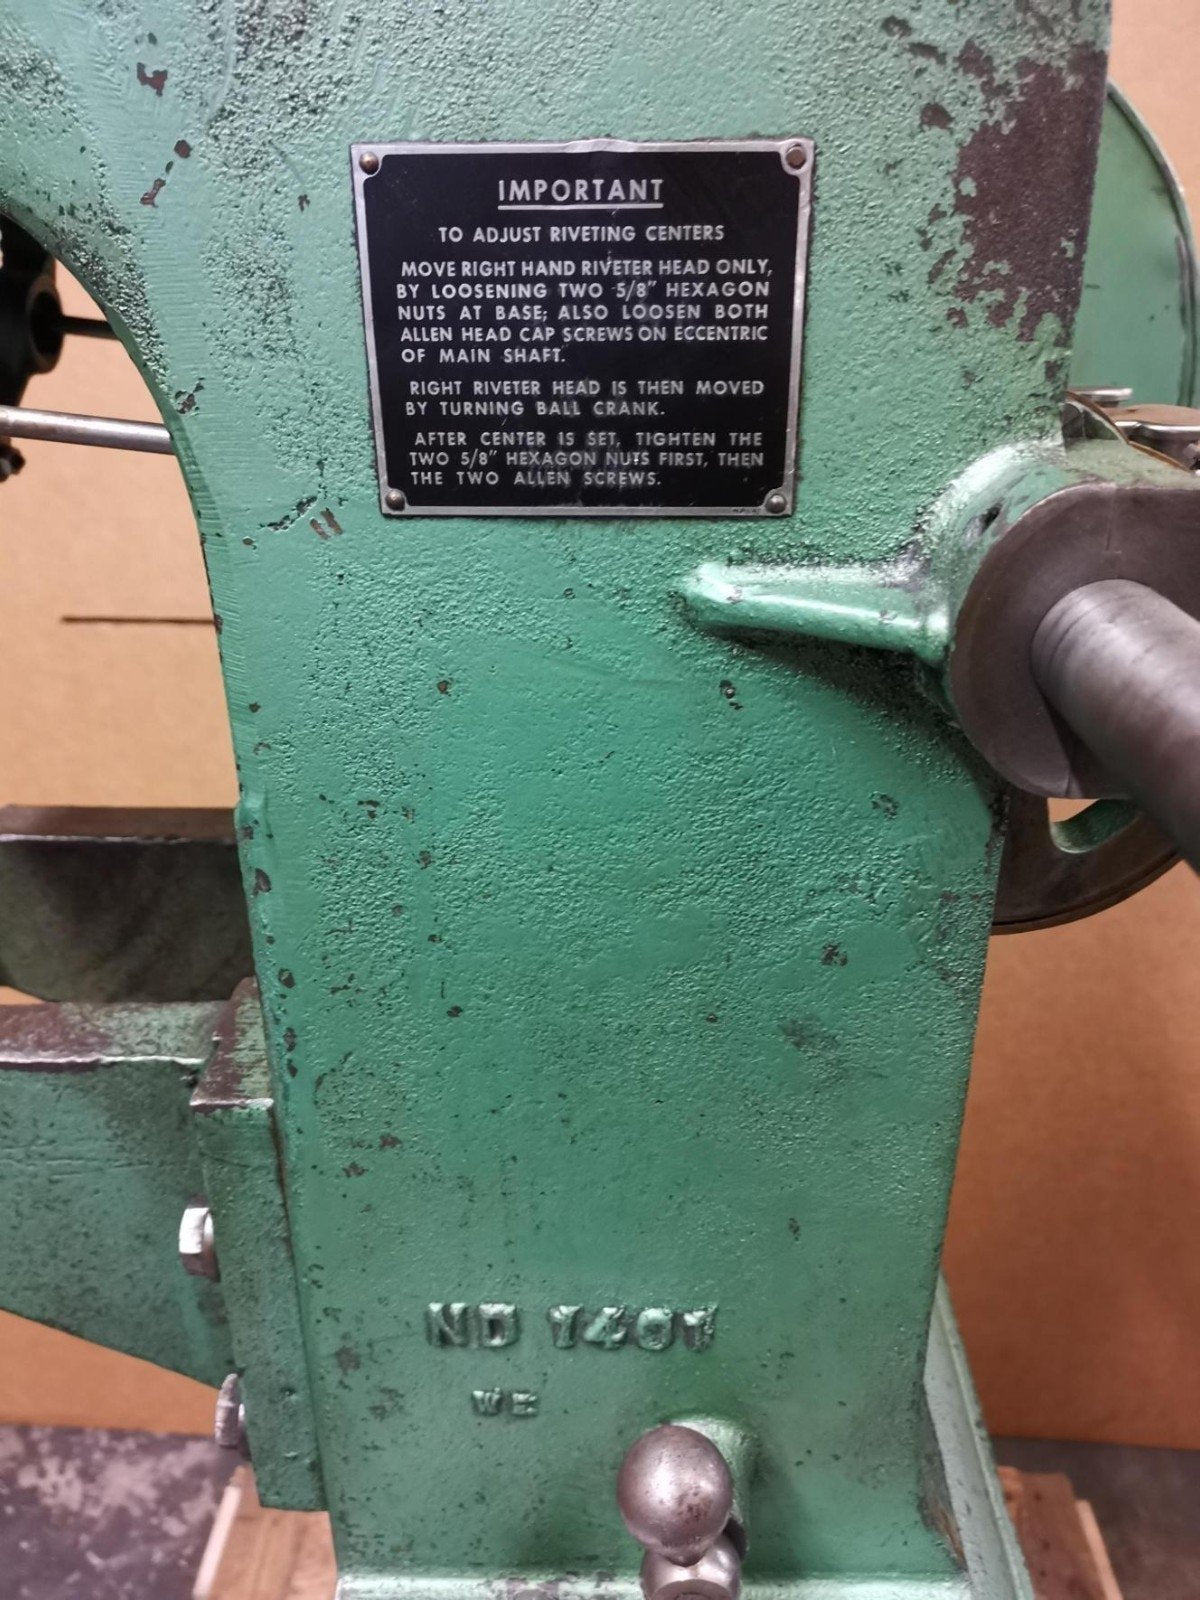 IMPORTANT
TO ADJUST RIVETING CENTERS
MOVE RIGHT HAND RIVETER HEAD ONLY,
BY LOOSENING TWO 5/8" HEXAGON
NUTS AT BASE; ALSO LOOSEN BOTH
ALLEN HEAD CAP SCREWS ON ECCENTRIC
OF MAIN SHAFT.
RIGHT RIVETER HEAD IS THEN MOVED
BY TURNING BALL CRANK.
AFTER CENTER IS SET, TIGHTEN THE
TWO 5/8" HEXAGON NUTS FIRST, THEN
THE TWO ALLEN SCREWS.
ND 1401
WE